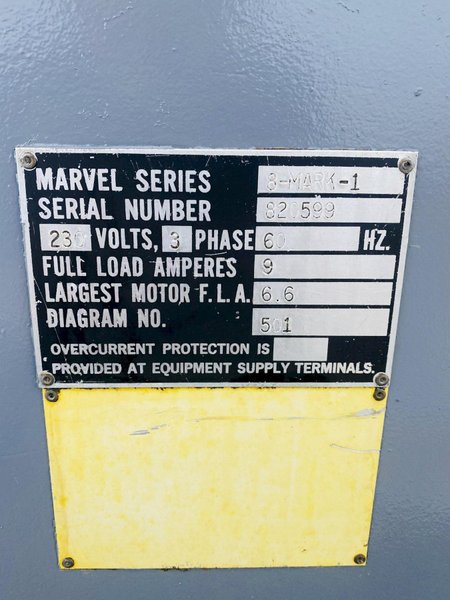 MARVEL SERIES 8-MARK-1
SERIAL NUMBER 820599
230 VOLTS, 3 PHASE 60 HZ.
FULL LOAD AMPERES 9
LARGEST MOTOR F.L.A. 6.6
DIAGRAM NO. 501
OVERCURRENT PROTECTION IS
PROVIDED AT EQUIPMENT SUPPLY TERMINALS.